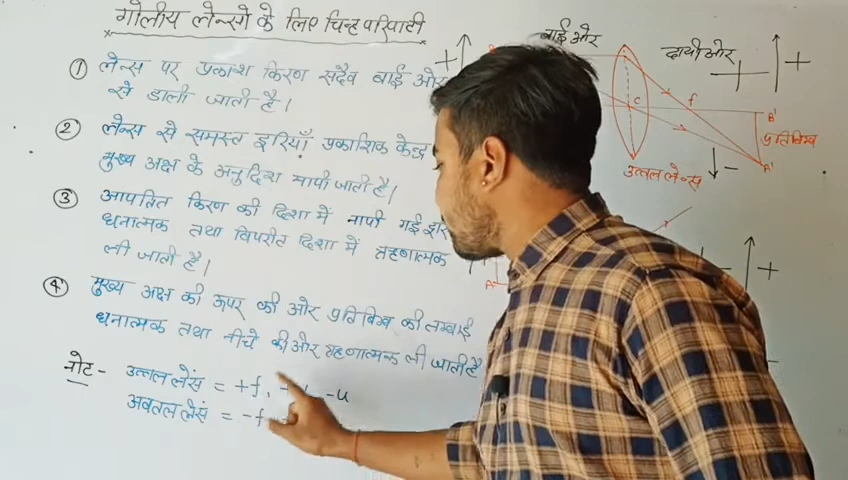 गोलीय लेन्सो के लिए चिन्ह परिपाटी
① लेन्स पर प्रकाश किरण सदैव बाई ओर
से डाली जाती है।
② लेन्स से समस्त दूरियाँ प्रकाशिक केन्द्र
मुख्य अक्ष के अनुदिश मापी जाती है।
③ आपतित किरण की दिशा में नापी गई दूर
धनात्मक तथा विपरीत दिशा में ऋणात्मक
ली जाती है।
④ मुख्य अक्ष की ऊपर की ओर प्रतिबिम्ब की लम्बाई
धनात्मक तथा नीचे की ओर ऋणात्मक ली जाती है
नोट - उत्तल लेंस = +f, -u
अवतल लेंस = -f
बाई ओर
दायी ओर
+
- +
+
C
f
B'
प्रतिबिम्ब
A'
उत्तल लेन्स
-
+
A